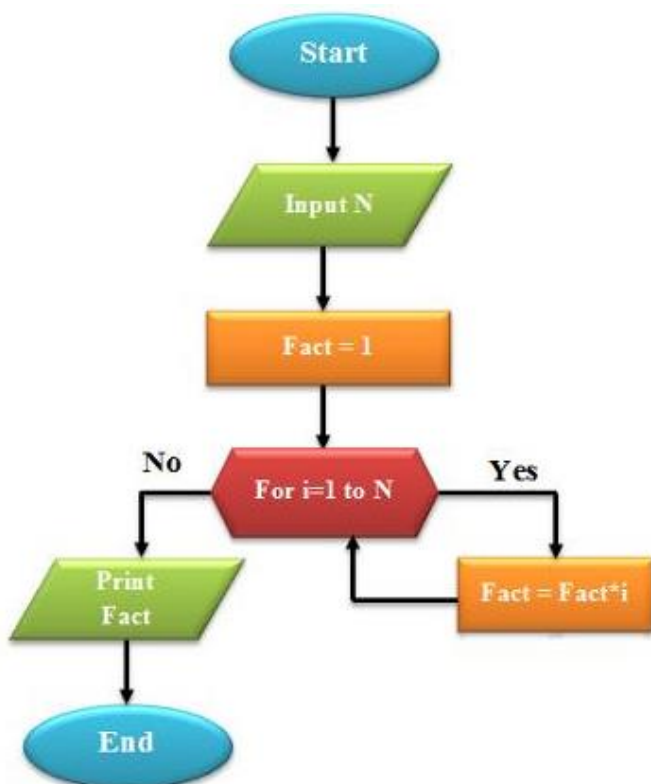 Start
Input N
Fact = 1
No
For i=1 to N
Yes
Print
Fact
Fact = Fact*i
End